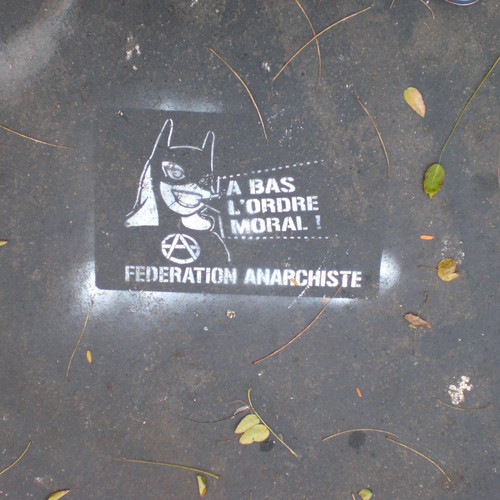 A BAS
L'ORDRE
MORAL !
FEDERATION ANARCHISTE